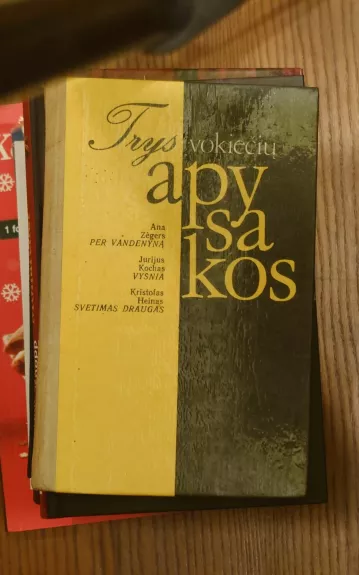 Trys vokiečių
apy
sa
kos
Ana
Zėgers
PER VANDENYNĄ
Jurijus
Kochas
VYŠNIA
Kristofas
Heinas
SVETIMAS DRAUGAS